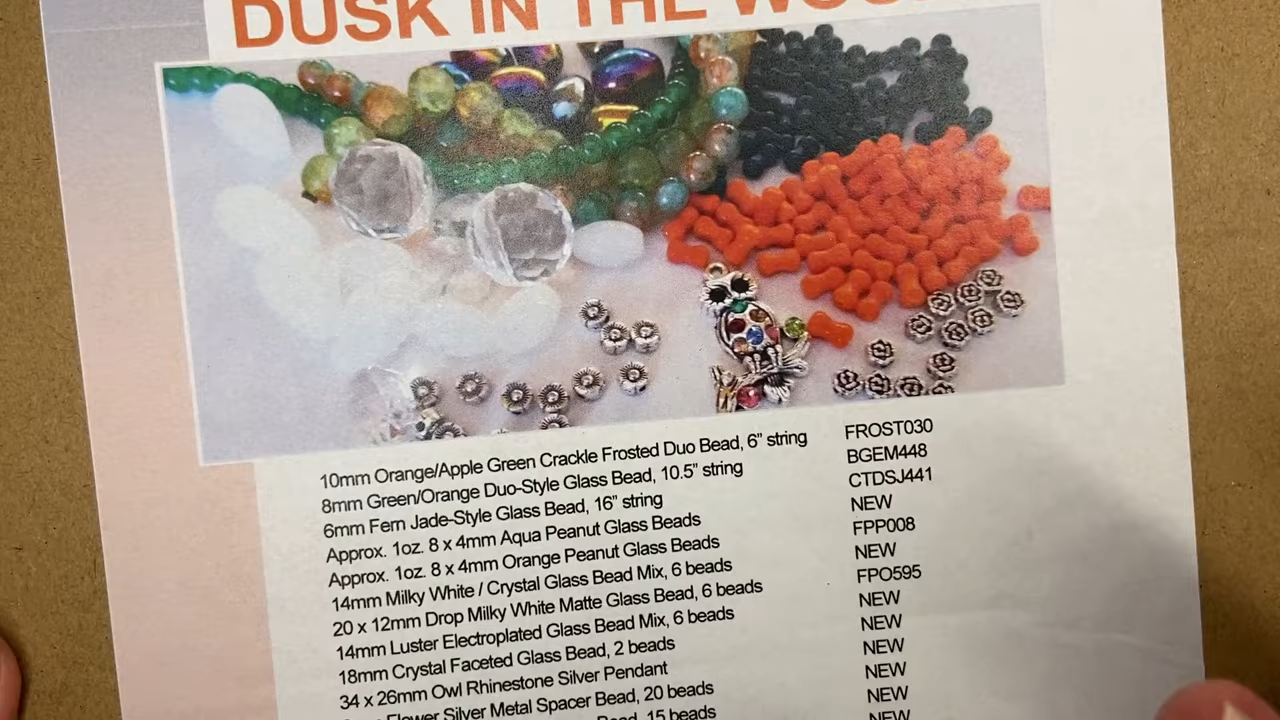 DUSK IN THE
10mm Orange/Apple Green Crackle Frosted Duo Bead, 6” string FROST030
8mm Green/Orange Duo-Style Glass Bead, 10.5” string BGEM448
6mm Fern Jade-Style Glass Bead, 16” string CTDSJ441
Approx. 1oz. 8 x 4mm Aqua Peanut Glass Beads NEW
Approx. 1oz. 8 x 4mm Orange Peanut Glass Beads FPP008
14mm Milky White / Crystal Glass Bead Mix, 6 beads NEW
20 x 12mm Drop Milky White Matte Glass Bead, 6 beads FPO595
14mm Luster Electroplated Glass Bead Mix, 6 beads NEW
18mm Crystal Faceted Glass Bead, 2 beads NEW
34 x 26mm Owl Rhinestone Silver Pendant NEW
Flower Silver Metal Spacer Bead, 20 beads NEW
Bead, 15 beads NEW
NEW